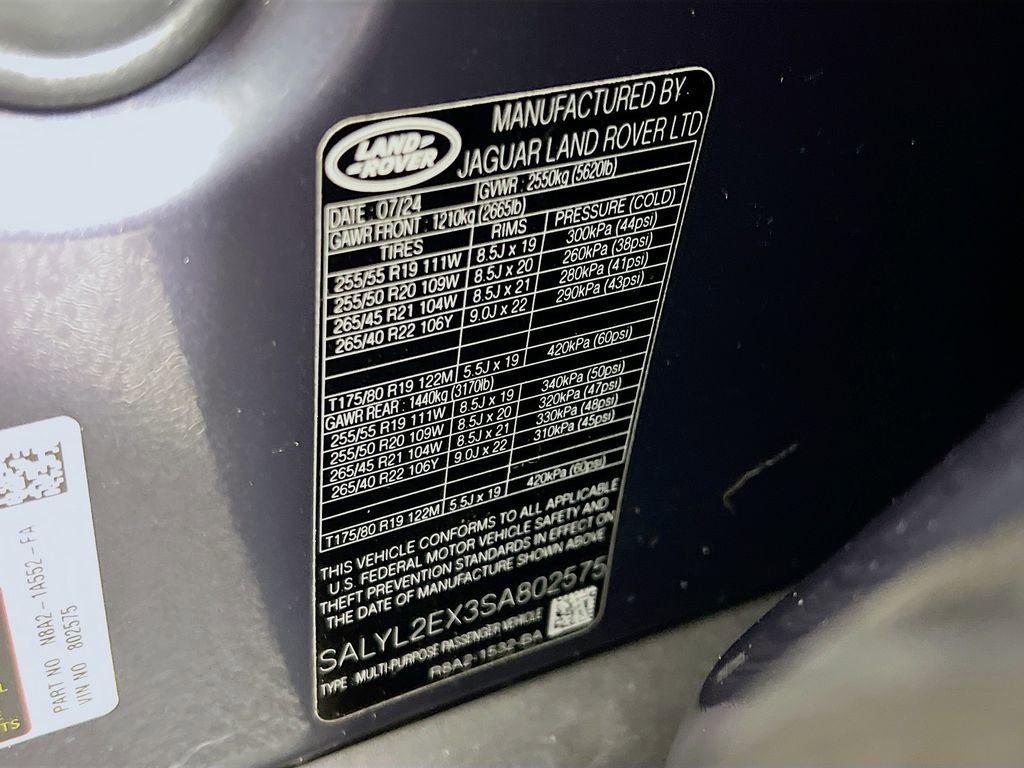 LAND ROVER
MANUFACTURED BY
JAGUAR LAND ROVER LTD
DATE : 07/24 GVWR : 2550kg (5620lb)
GAWR FRONT : 1210kg (2665lb)
TIRES RIMS PRESSURE (COLD)
255/55 R19 111W 8.5J x 19 300kPa (44psi)
255/50 R20 109W 8.5J x 20 260kPa (38psi)
265/45 R21 104W 8.5J x 21 280kPa (41psi)
265/40 R22 106Y 9.0J x 22 290kPa (43psi)
T175/80 R19 122M 5.5J x 19 420kPa (60psi)
GAWR REAR : 1440kg (3170lb)
255/55 R19 111W 8.5J x 19 340kPa (50psi)
255/50 R20 109W 8.5J x 20 320kPa (47psi)
265/45 R21 104W 8.5J x 21 330kPa (48psi)
265/40 R22 106Y 9.0J x 22 310kPa (45psi)
T175/80 R19 122M 5.5J x 19 420kPa (60psi)
THIS VEHICLE CONFORMS TO ALL APPLICABLE
U.S. FEDERAL MOTOR VEHICLE SAFETY AND
THEFT PREVENTION STANDARDS IN EFFECT ON
THE DATE OF MANUFACTURE SHOWN ABOVE
SALYL2EX3SA802575
TYPE : MULTI-PURPOSE PASSENGER VEHICLE
R8A2-1532-BA
PART NO N8A2-1A552-FA
VIN NO 802575
TS